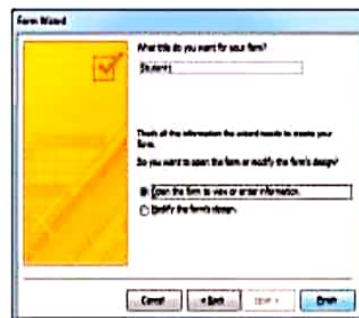 Form Wizard
What title do you want for your form?
Student1
That's all the information the wizard needs to create your
form.
Do you want to open the form or modify the form's design?
Open the form to view or enter information.
Modify the form's design.
Cancel
< Back
Next >
Finish